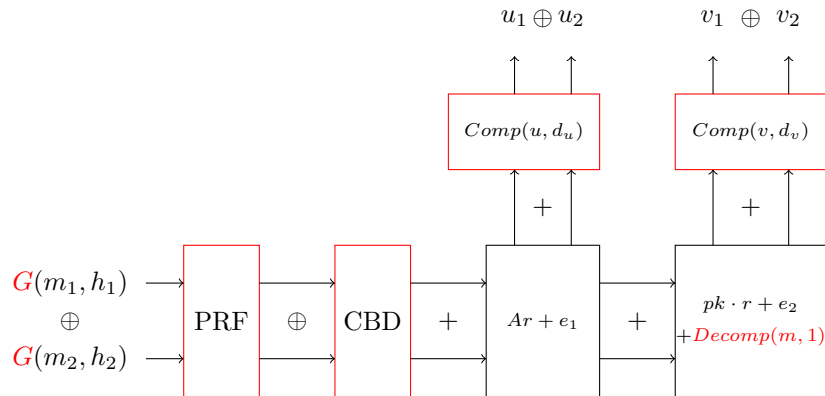 u₁ ⊕ u₂
v₁ ⊕ v₂
Comp(u, d_u)
Comp(v, d_v)
+
+
G(m₁, h₁)
⊕
G(m₂, h₂)
PRF
⊕
CBD
+
Ar + e₁
+
pk · r + e₂
+Decomp(m, 1)